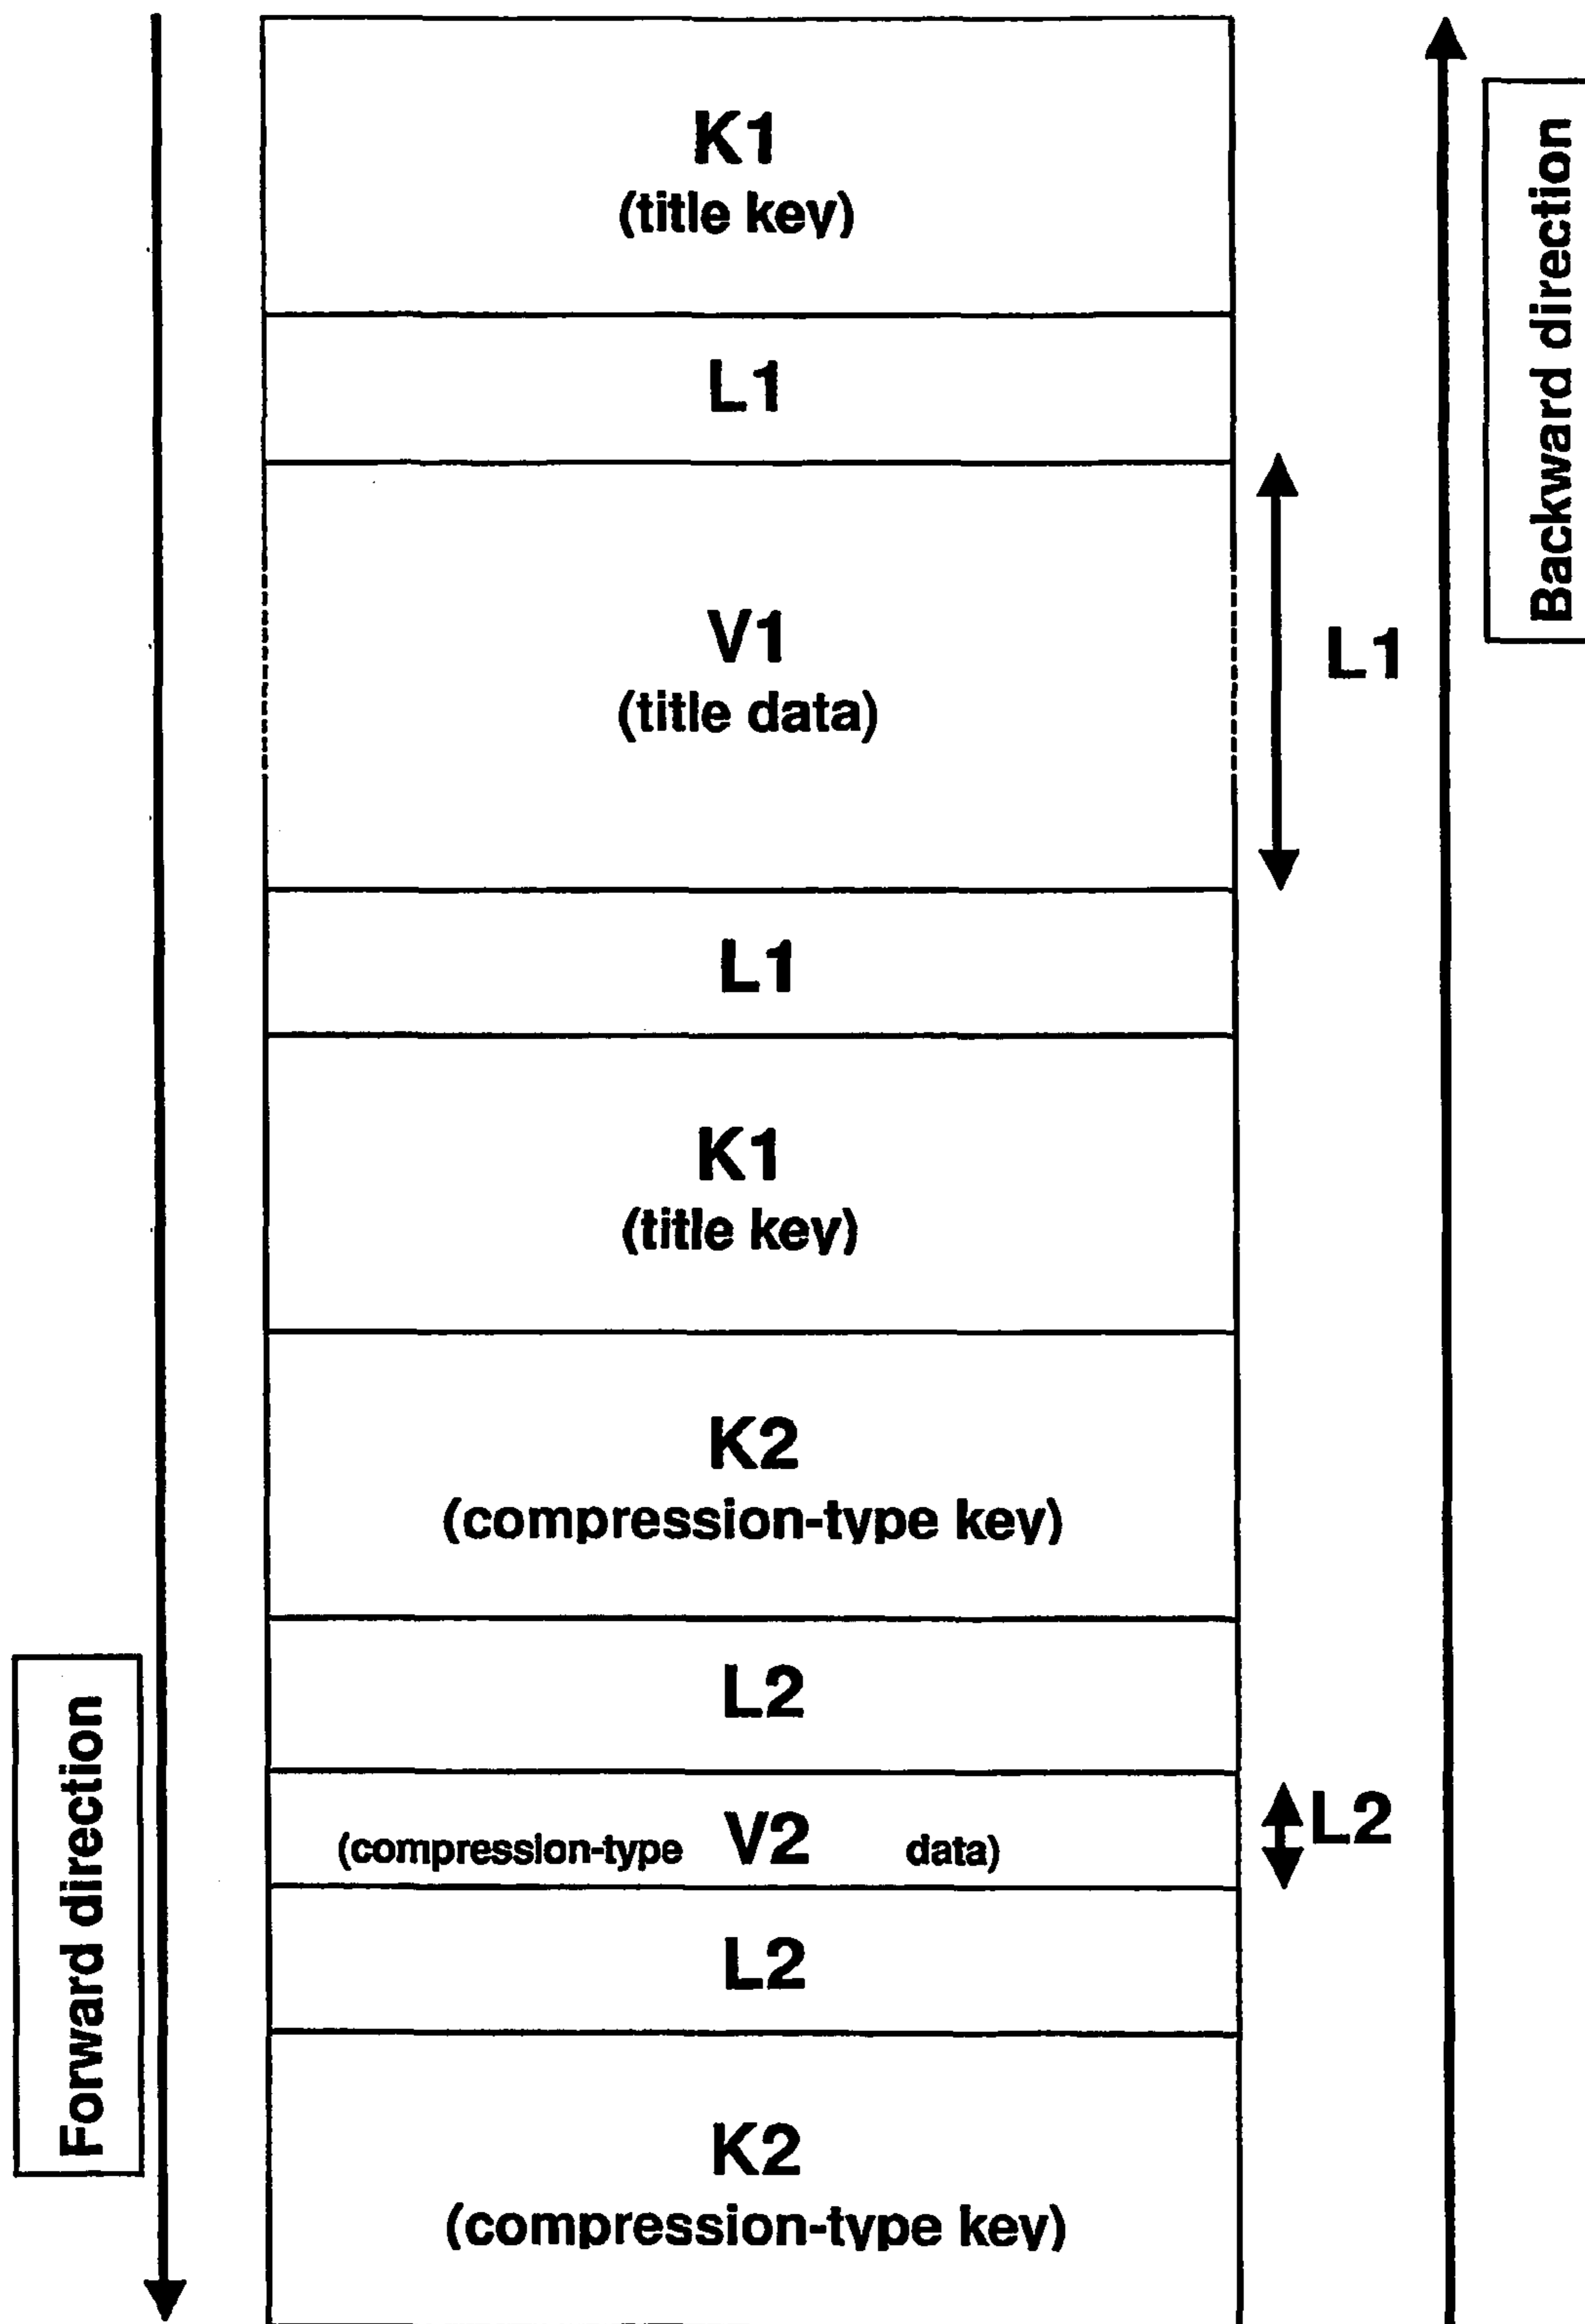 K1
(title key)
L1
V1
(title data)
L1
L1
K1
(title key)
K2
(compression-type key)
L2
V2
(compression-type data)
L2
L2
K2
(compression-type key)
Forward direction
Backward direction